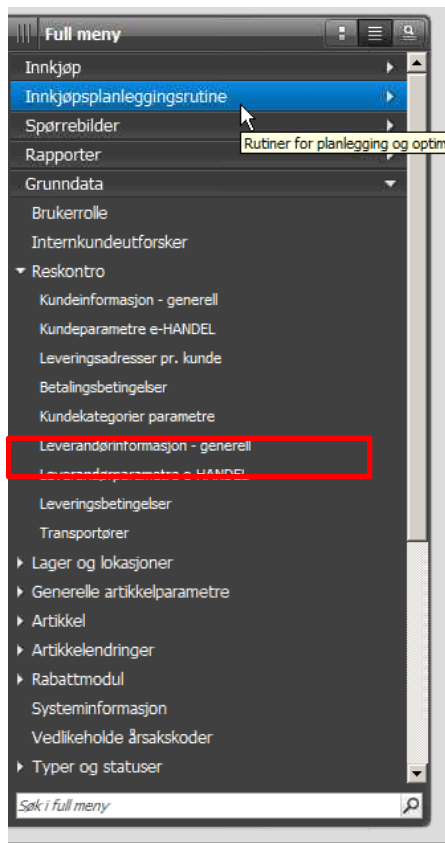 Full meny
Innkjøp
Innkjøpsplanleggingsrutine
Spørrebilder
Rutiner for planlegging og optim
Rapporter
Grunndata
Brukerrolle
Internkundeutforsker
Reskontro
Kundeinformasjon - generell
Kundeparametre e-HANDEL
Leveringsadresser pr. kunde
Betalingsbetingelser
Kundekategorier parametre
Leverandørinformasjon - generell
Leverandørparametre e-HANDEL
Leveringsbetingelser
Transportører
Lager og lokasjoner
Generelle artikkelparametre
Artikkel
Artikkelendringer
Rabattmodul
Systeminformasjon
Vedlikeholde årsakskoder
Typer og statuser
Søk i full meny